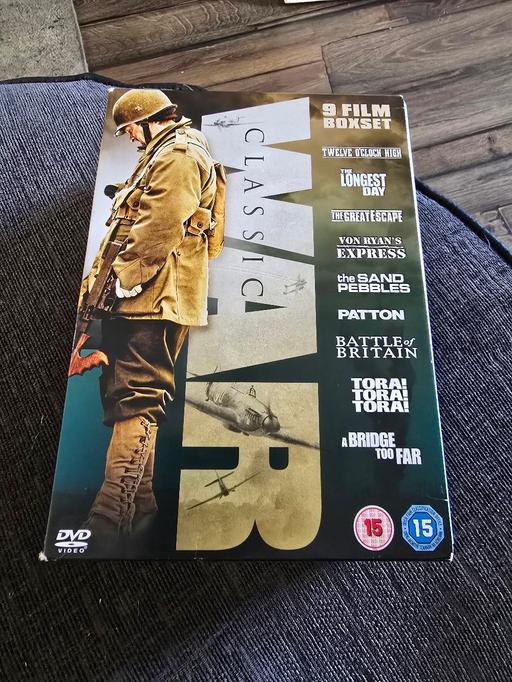 CLASSIC
WAR
9 FILM
BOXSET
TWELVE O'CLOCK HIGH
THE
LONGEST
DAY
THE GREAT ESCAPE
VON RYAN'S
EXPRESS
the SAND
PEBBLES
PATTON
BATTLE of
BRITAIN
TORA!
TORA!
TORA!
A BRIDGE
TOO FAR
DVD
VIDEO
15
15